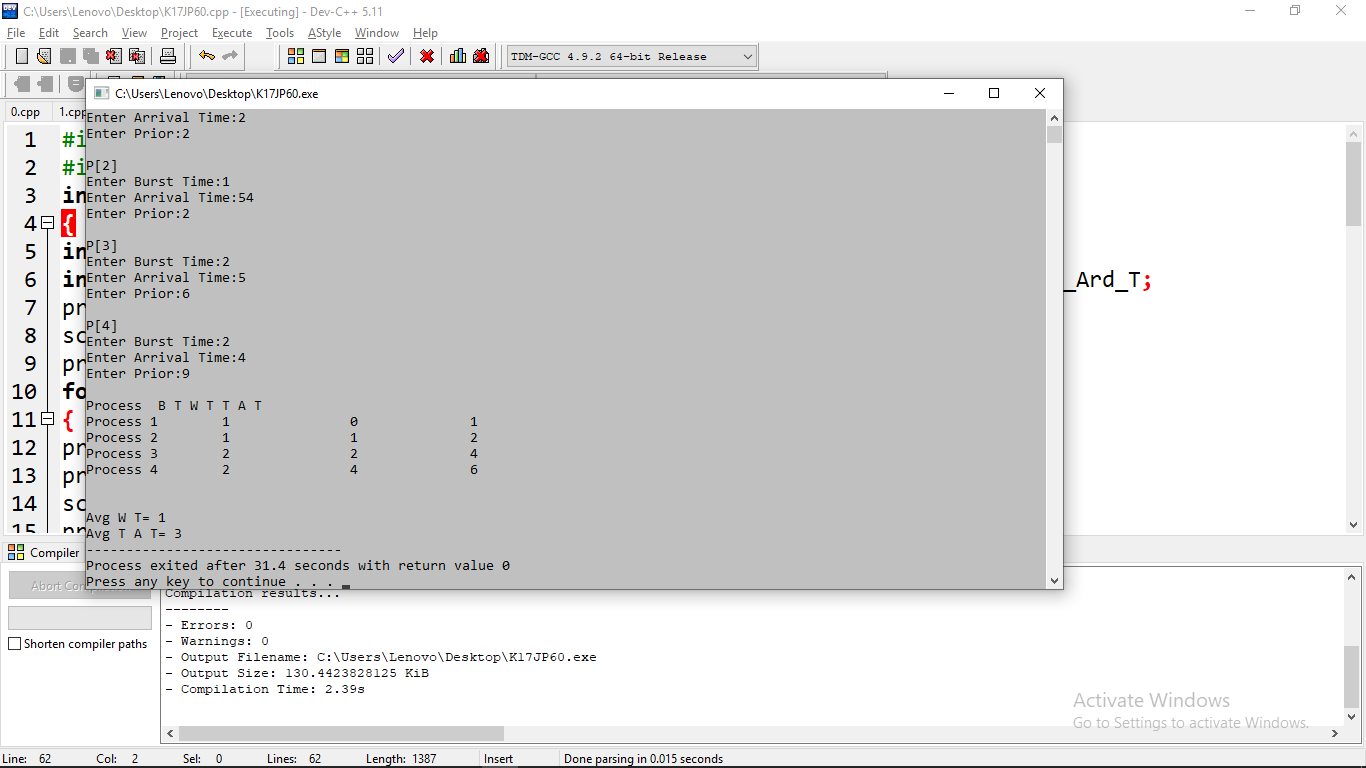 C:\Users\Lenovo\Desktop\K17JP60.cpp - [Executing] - Dev-C++ 5.11
File Edit Search View Project Execute Tools AStyle Window Help
TDM-GCC 4.9.2 64-bit Release
C:\Users\Lenovo\Desktop\K17JP60.exe
0.cpp 1.cpp
Enter Arrival Time:2
Enter Prior:2
P[2]
Enter Burst Time:1
Enter Arrival Time:54
Enter Prior:2
P[3]
Enter Burst Time:2
Enter Arrival Time:5
Enter Prior:6
P[4]
Enter Burst Time:2
Enter Arrival Time:4
Enter Prior:9
Process B T W T T A T
Process 1 1 0 1
Process 2 1 1 2
Process 3 2 2 4
Process 4 2 4 6
Avg W T= 1
Avg T A T= 3
--------------------------------
Process exited after 31.4 seconds with return value 0
Press any key to continue . . .
1 #i
2 #i
3 in
4 {
5 in
6 in _Ard_T;
7 pr
8 sc
9 pr
10 fo
11 {
12 pr
13 pr
14 sc
15 pr
Compiler
Abort
Shorten compiler paths
Compilation results...
--------
- Errors: 0
- Warnings: 0
- Output Filename: C:\Users\Lenovo\Desktop\K17JP60.exe
- Output Size: 130.4423828125 KiB
- Compilation Time: 2.39s
Activate Windows
Go to Settings to activate Windows.
Line: 62 Col: 2 Sel: 0 Lines: 62 Length: 1387 Insert Done parsing in 0.015 seconds